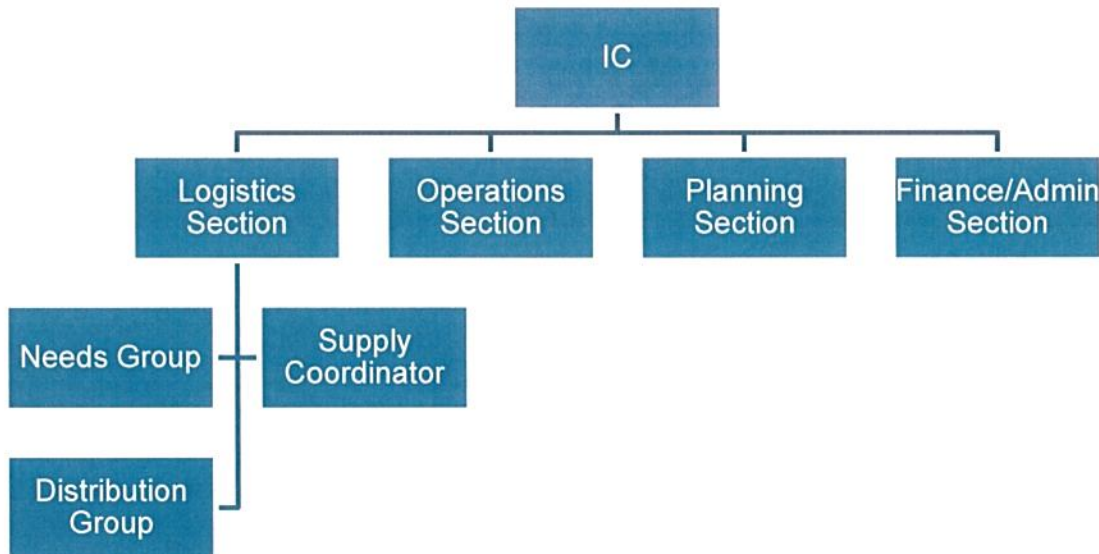 IC
Logistics
Section
Operations
Section
Planning
Section
Finance/Admin
Section
Needs Group
Supply
Coordinator
Distribution
Group